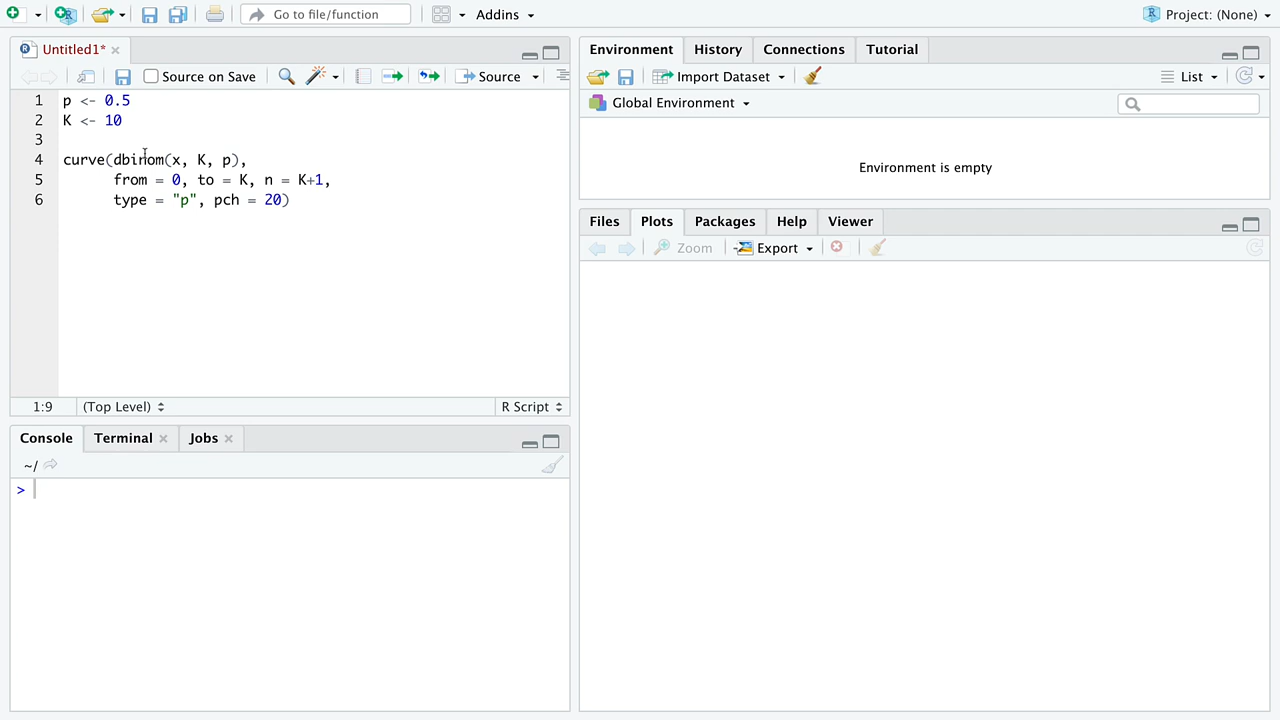 Go to file/function
Addins
Project: (None)
Untitled1*
Source on Save
Source
1 p <- 0.5
2 K <- 10
3
4 curve(dbinom(x, K, p),
5 from = 0, to = K, n = K+1,
6 type = "p", pch = 20)
1:9 (Top Level) R Script
Console Terminal Jobs
~/
>
Environment History Connections Tutorial
Import Dataset List
Global Environment
Environment is empty
Files Plots Packages Help Viewer
Zoom Export